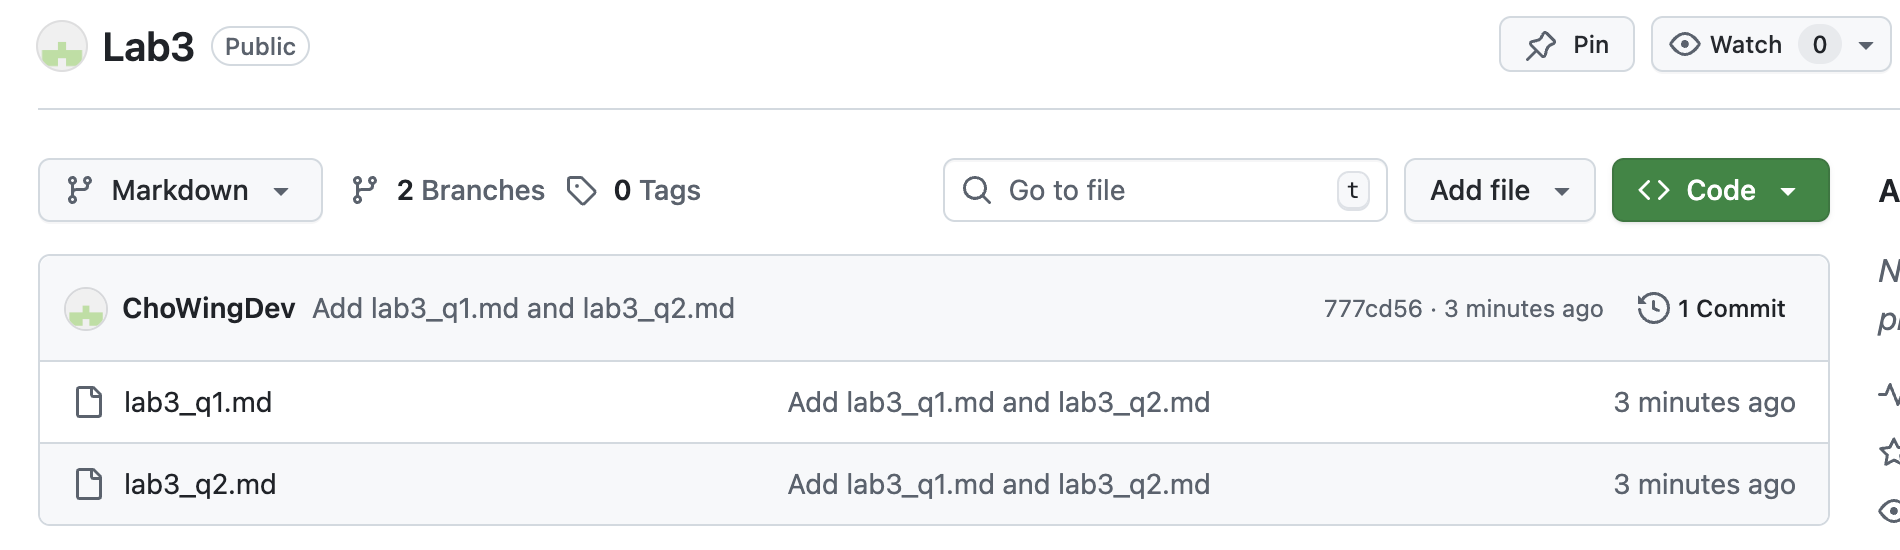 Lab3 Public Pin Watch 0
Markdown 2 Branches 0 Tags Go to file t Add file Code
ChoWingDev Add lab3_q1.md and lab3_q2.md 777cd56 · 3 minutes ago 1 Commit
lab3_q1.md Add lab3_q1.md and lab3_q2.md 3 minutes ago
lab3_q2.md Add lab3_q1.md and lab3_q2.md 3 minutes ago